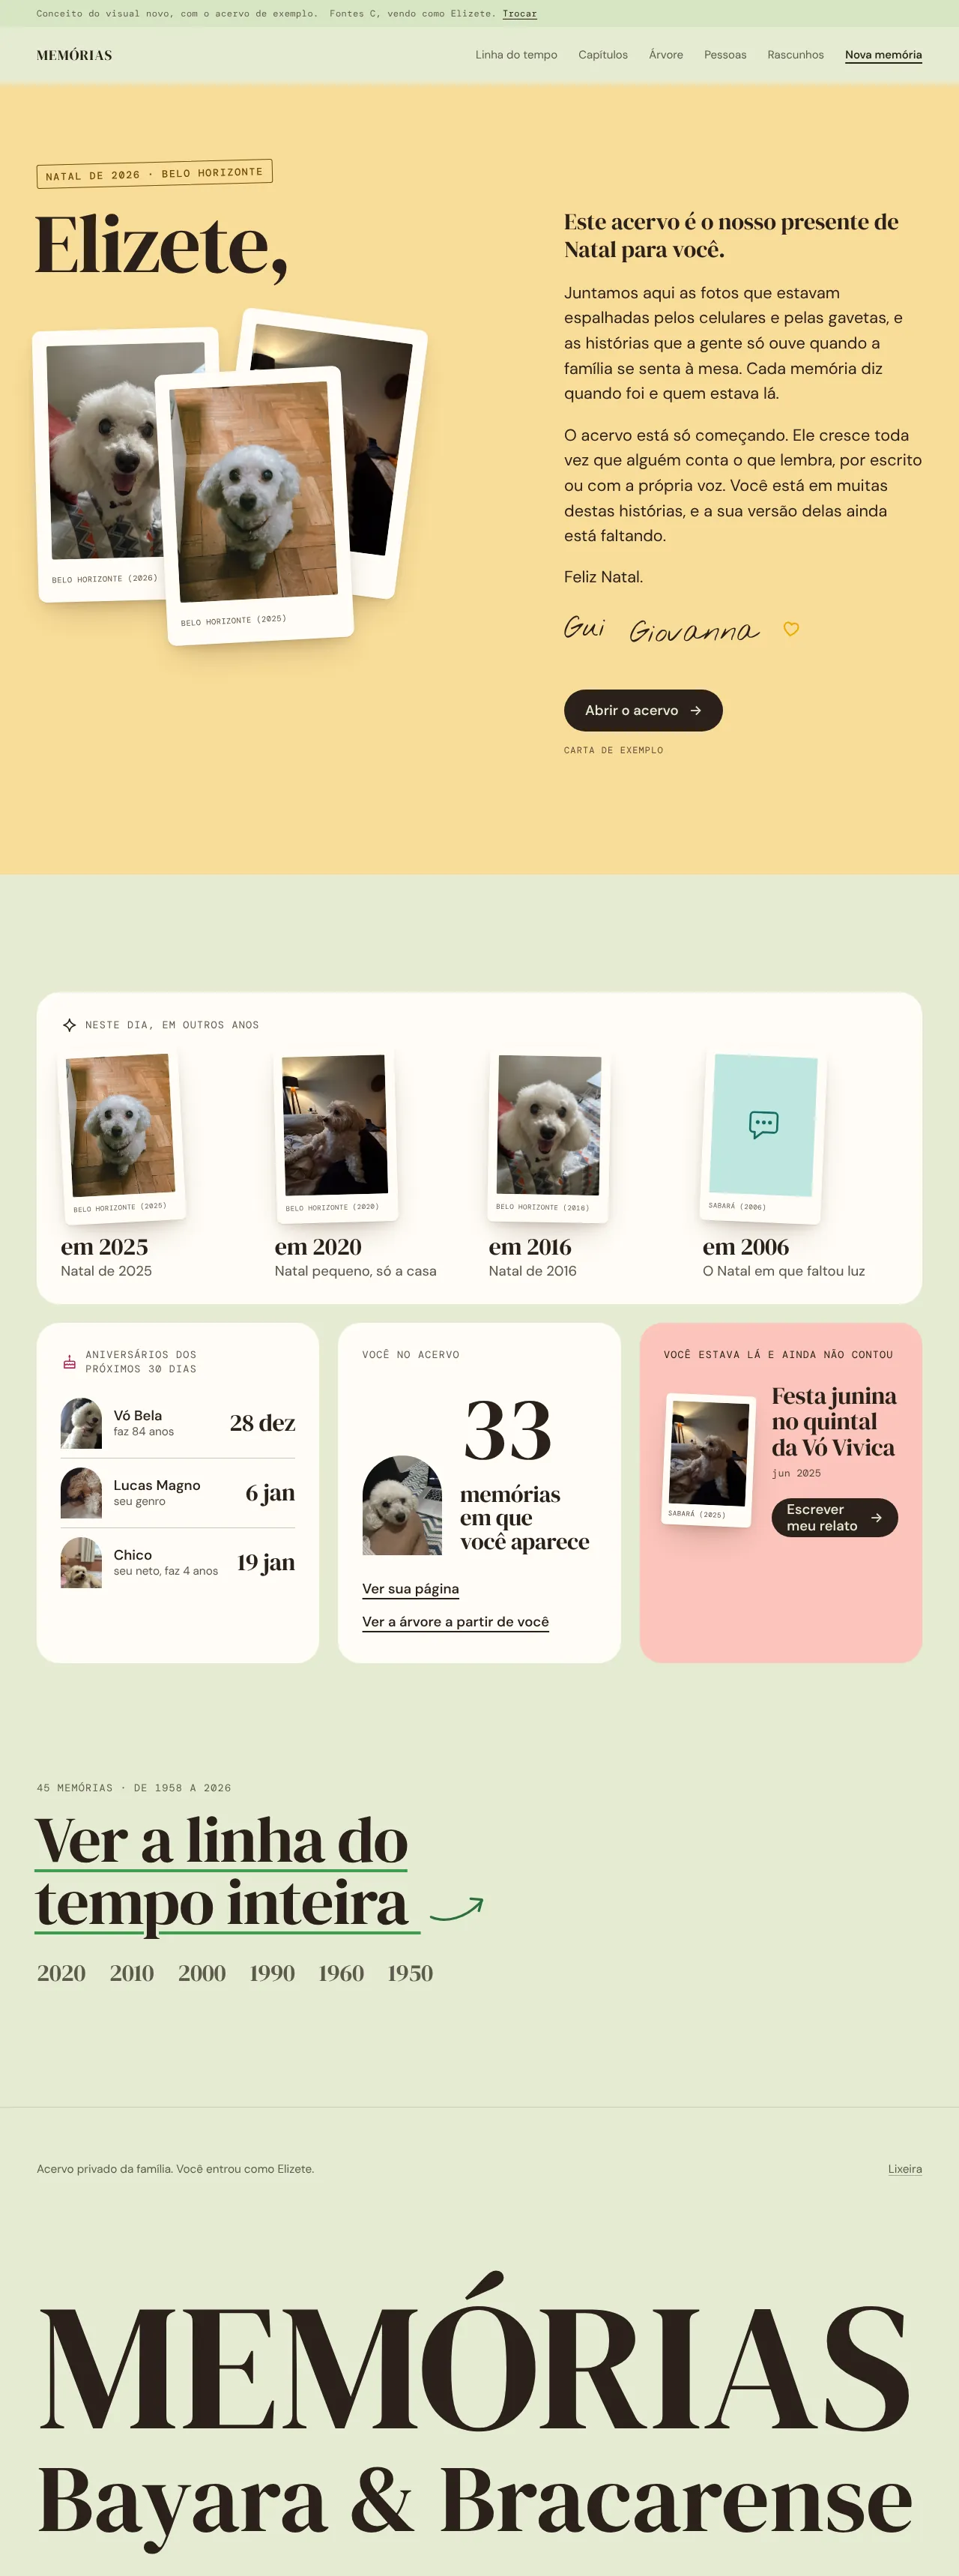 Conceito do visual novo, com o acervo de exemplo. Fontes C, vendo como Elizete. Trocar
MEMÓRIAS
Linha do tempo
Capítulos
Árvore
Pessoas
Rascunhos
Nova memória
NATAL DE 2026 · BELO HORIZONTE
Elizete,
BELO HORIZONTE (2026)
BELO HORIZONTE (2025)
Este acervo é o nosso presente de
Natal para você.
Juntamos aqui as fotos que estavam
espalhadas pelos celulares e pelas gavetas, e
as histórias que a gente só ouve quando a
família se senta à mesa. Cada memória diz
quando foi e quem estava lá.
O acervo está só começando. Ele cresce toda
vez que alguém conta o que lembra, por escrito
ou com a própria voz. Você está em muitas
destas histórias, e a sua versão delas ainda
está faltando.
Feliz Natal.
Gui Giovanna
Abrir o acervo →
CARTA DE EXEMPLO
NESTE DIA, EM OUTROS ANOS
BELO HORIZONTE (2025)
em 2025
Natal de 2025
BELO HORIZONTE (2020)
em 2020
Natal pequeno, só a casa
BELO HORIZONTE (2016)
em 2016
Natal de 2016
SABARÁ (2006)
em 2006
O Natal em que faltou luz
ANIVERSÁRIOS DOS
PRÓXIMOS 30 DIAS
Vó Bela
faz 84 anos
28 dez
Lucas Magno
seu genro
6 jan
Chico
seu neto, faz 4 anos
19 jan
VOCÊ NO ACERVO
33
memórias
em que
você aparece
Ver sua página
Ver a árvore a partir de você
VOCÊ ESTAVA LÁ E AINDA NÃO CONTOU
SABARÁ (2025)
Festa junina
no quintal
da Vó Vivica
jun 2025
Escrever
meu relato →
45 MEMÓRIAS · DE 1958 A 2026
Ver a linha do
tempo inteira
2020 2010 2000 1990 1960 1950
Acervo privado da família. Você entrou como Elizete.
Lixeira
MEMÓRIAS
Bayara & Bracarense